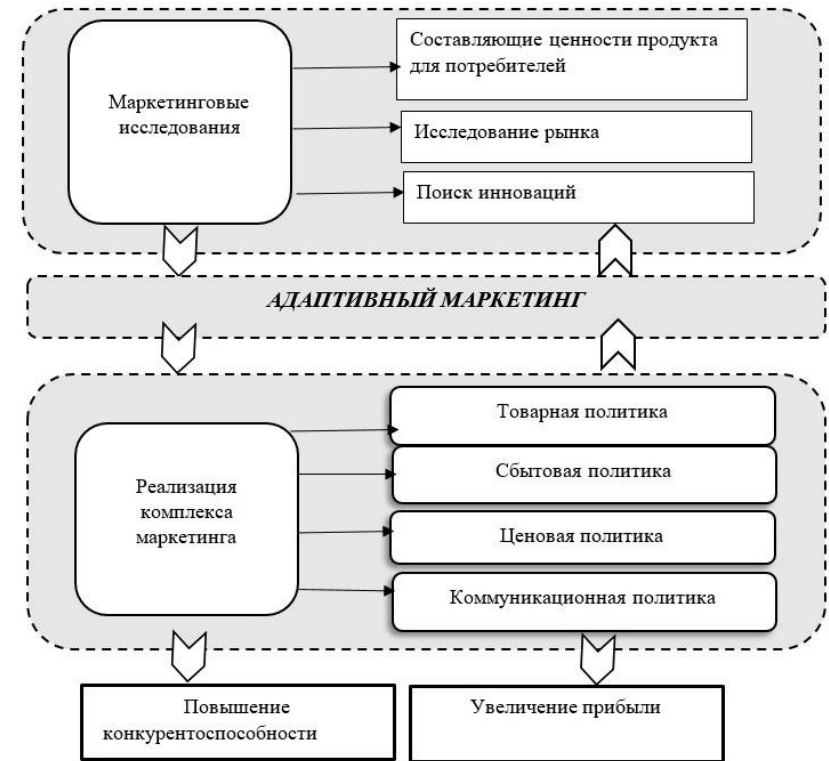 Маркетинговые
исследования
Составляющие ценности продукта
для потребителей
Исследование рынка
Поиск инноваций
АДАПТИВНЫЙ МАРКЕТИНГ
Реализация
комплекса
маркетинга
Товарная политика
Сбытовая политика
Ценовая политика
Коммуникационная политика
Повышение
конкурентоспособности
Увеличение прибыли